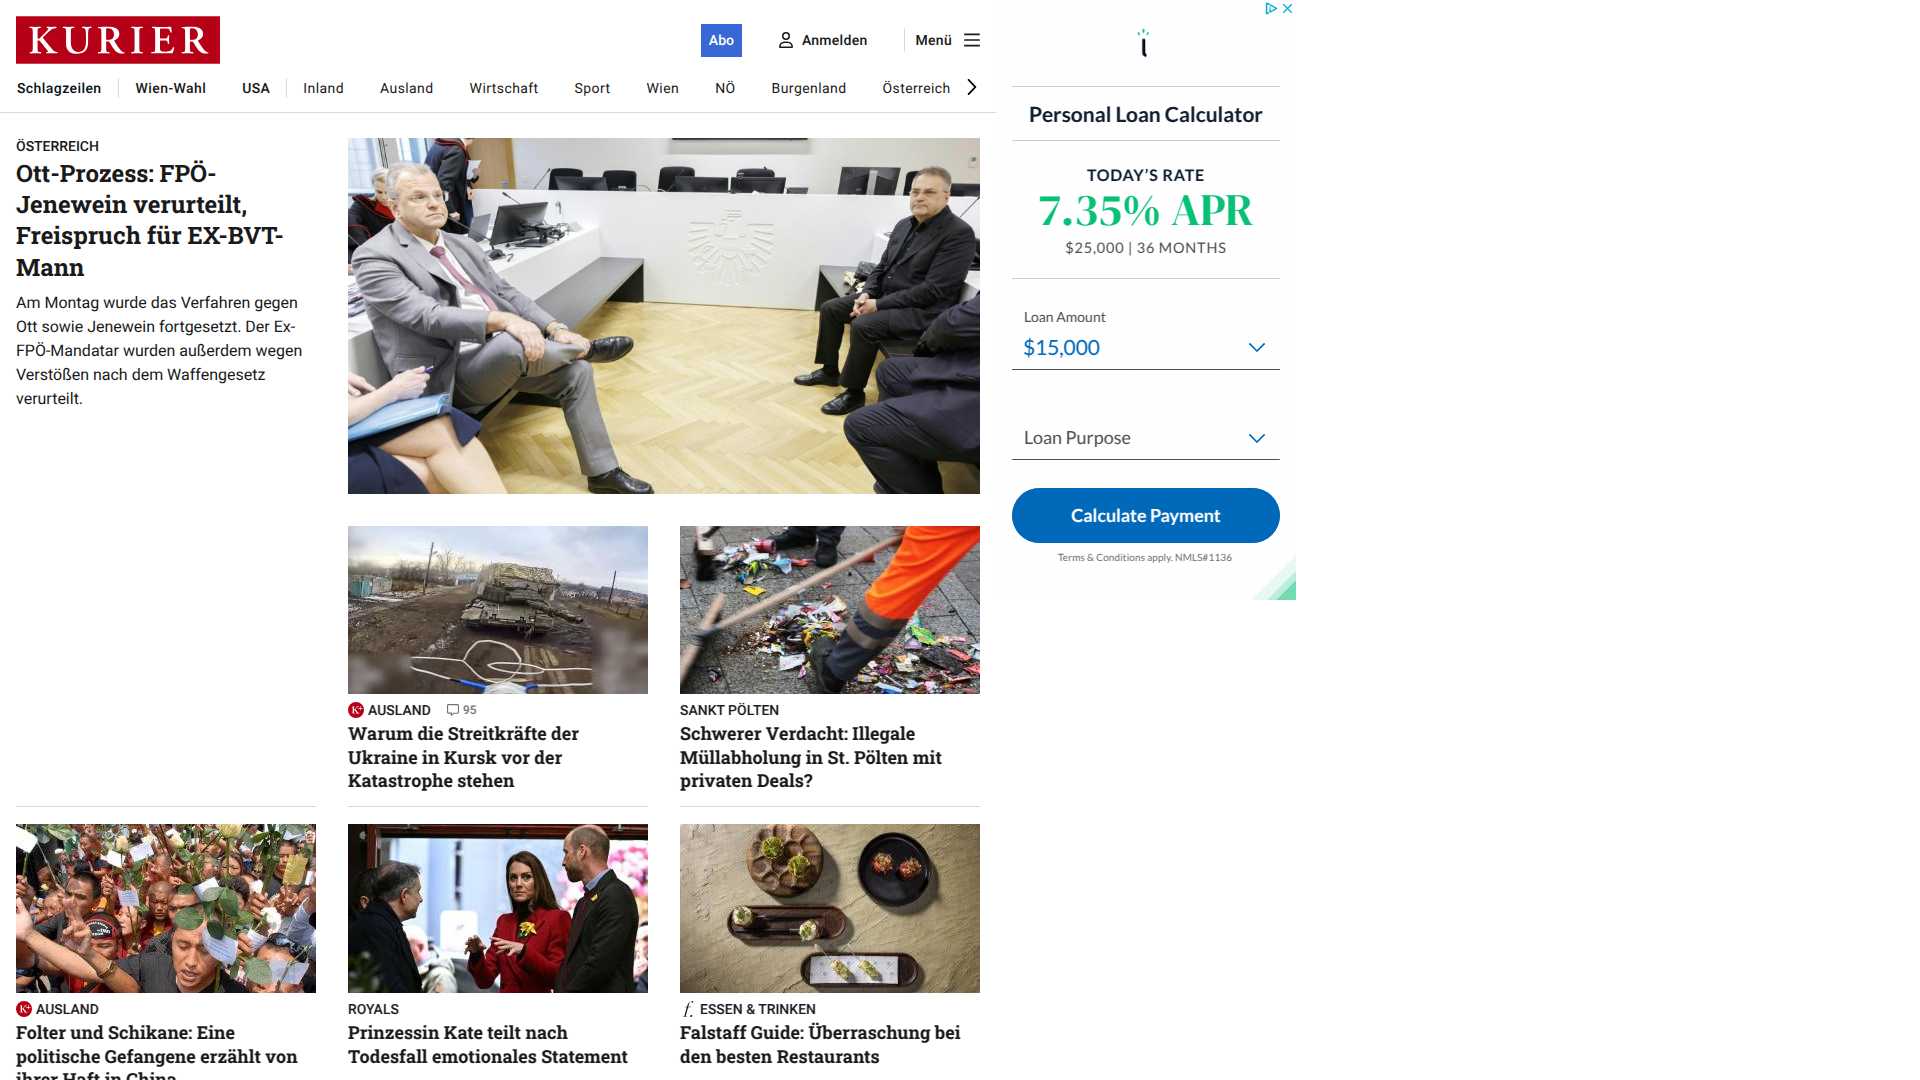 KURIER
Abo
Anmelden
Menü
Schlagzeilen
Wien-Wahl
USA
Inland
Ausland
Wirtschaft
Sport
Wien
NÖ
Burgenland
Österreich
ÖSTERREICH
Ott-Prozess: FPÖ-
Jenewein verurteilt,
Freispruch für EX-BVT-
Mann
Am Montag wurde das Verfahren gegen
Ott sowie Jenewein fortgesetzt. Der Ex-
FPÖ-Mandatar wurden außerdem wegen
Verstößen nach dem Waffengesetz
verurteilt.
K+ AUSLAND 95
Warum die Streitkräfte der
Ukraine in Kursk vor der
Katastrophe stehen
SANKT PÖLTEN
Schwerer Verdacht: Illegale
Müllabholung in St. Pölten mit
privaten Deals?
K+ AUSLAND
Folter und Schikane: Eine
politische Gefangene erzählt von
ihrer Haft in China
ROYALS
Prinzessin Kate teilt nach
Todesfall emotionales Statement
f. ESSEN & TRINKEN
Falstaff Guide: Überraschung bei
den besten Restaurants
Personal Loan Calculator
TODAY'S RATE
7.35% APR
$25,000 | 36 MONTHS
Loan Amount
$15,000
Loan Purpose
Calculate Payment
Terms & Conditions apply. NMLS#1136